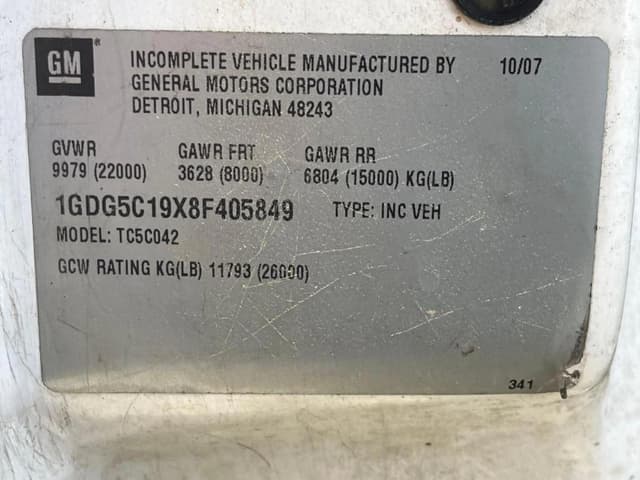 GM
INCOMPLETE VEHICLE MANUFACTURED BY 10/07
GENERAL MOTORS CORPORATION
DETROIT, MICHIGAN 48243
GVWR GAWR FRT GAWR RR
9979 (22000) 3628 (8000) 6804 (15000) KG(LB)
1GDG5C19X8F405849 TYPE: INC VEH
MODEL: TC5C042
GCW RATING KG(LB) 11793 (26000)
341